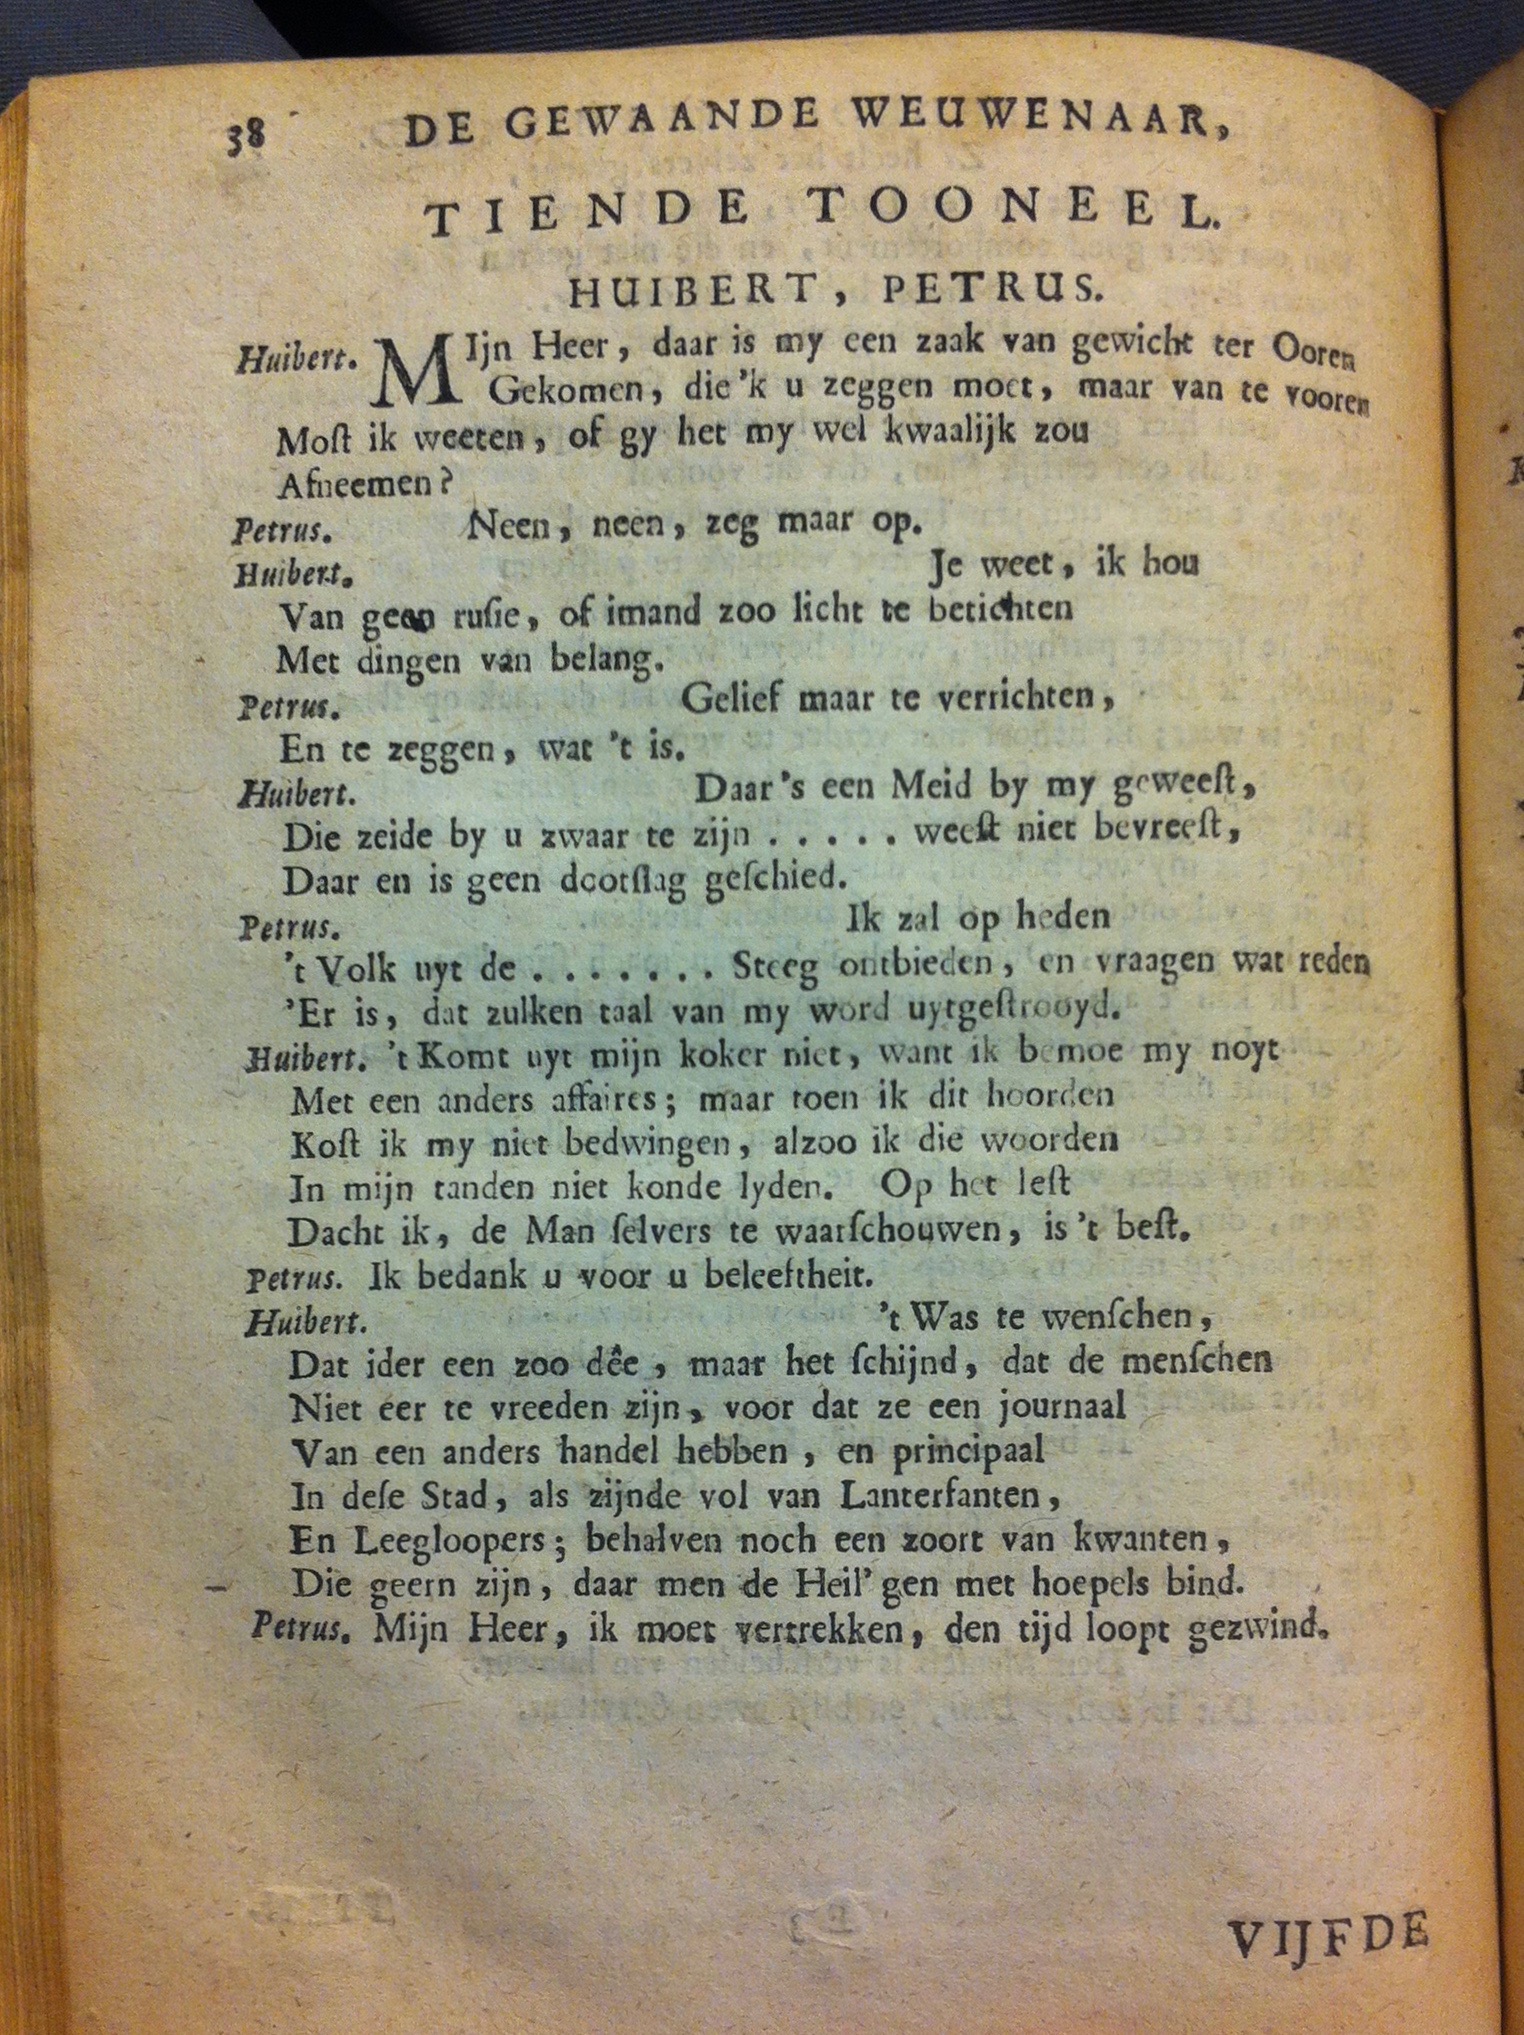 38 DE GEWAANDE WEUWENAAR,
TIENDE TOONEEL.
HUIBERT, PETRUS.
Huibert. MIjn Heer, daar is my een zaak van gewicht ter Ooren
Gekomen, die 'k u zeggen moet, maar van te vooren
Moſt ik weeten, of gy het my wel kwaalijk zou
Afneemen?
Petrus. Neen, neen, zeg maar op.
Huibert. Je weet, ik hou
Van geen ruſie, of imand zoo licht te betichten
Met dingen van belang.
Petrus. Gelief maar te verrichten,
En te zeggen, wat 't is.
Huibert. Daar's een Meid by my geweeſt,
Die zeide by u zwaar te zijn . . . . . weeſt niet bevreeſt,
Daar en is geen dootſlag geſchied.
Petrus. Ik zal op heden
't Volk uyt de . . . . . . . Steeg ontbieden, en vraagen wat reden
'Er is, dat zulken taal van my word uytgeſtrooyd.
Huibert. 't Komt uyt mijn koker niet, want ik bemoe my noyt
Met een anders affaires; maar toen ik dit hoorden
Koſt ik my niet bedwingen, alzoo ik die woorden
In mijn tanden niet konde lyden. Op het leſt
Dacht ik, de Man ſelvers te waarſchouwen, is 't beſt.
Petrus. Ik bedank u voor u beleeftheit.
Huibert. 't Was te wenſchen,
Dat ider een zoo dêe, maar het ſchijnd, dat de menſchen
Niet eer te vreeden zijn, voor dat ze een journaal
Van een anders handel hebben, en principaal
In deſe Stad, als zijnde vol van Lanterfanten,
En Leegloopers; behalven noch een zoort van kwanten,
Die geern zijn, daar men de Heil'gen met hoepels bind.
Petrus. Mijn Heer, ik moet vertrekken, den tijd loopt gezwind.
VIJFDE